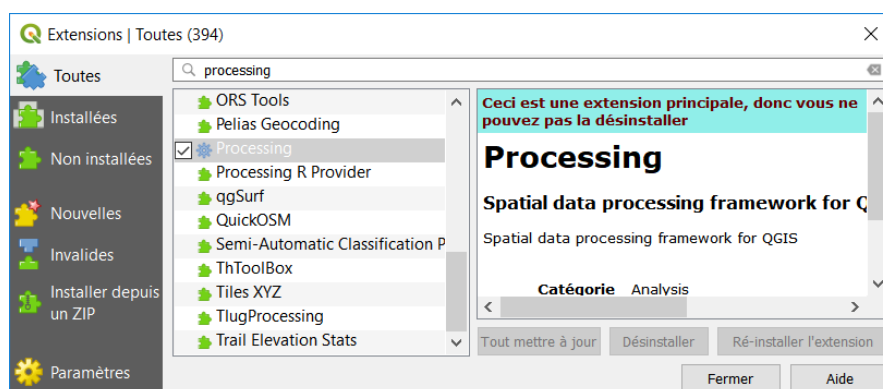 Extensions | Toutes (394)
Toutes
Installées
Non installées
Nouvelles
Invalides
Installer depuis
un ZIP
Paramètres
processing
ORS Tools
Pelias Geocoding
Processing
Processing R Provider
qgSurf
QuickOSM
Semi-Automatic Classification P
ThToolBox
Tiles XYZ
TlugProcessing
Trail Elevation Stats
Ceci est une extension principale, donc vous ne
pouvez pas la désinstaller
Processing
Spatial data processing framework for Q
Spatial data processing framework for QGIS
Catégorie Analysis
Tout mettre à jour
Désinstaller
Ré-installer l'extension
Fermer
Aide